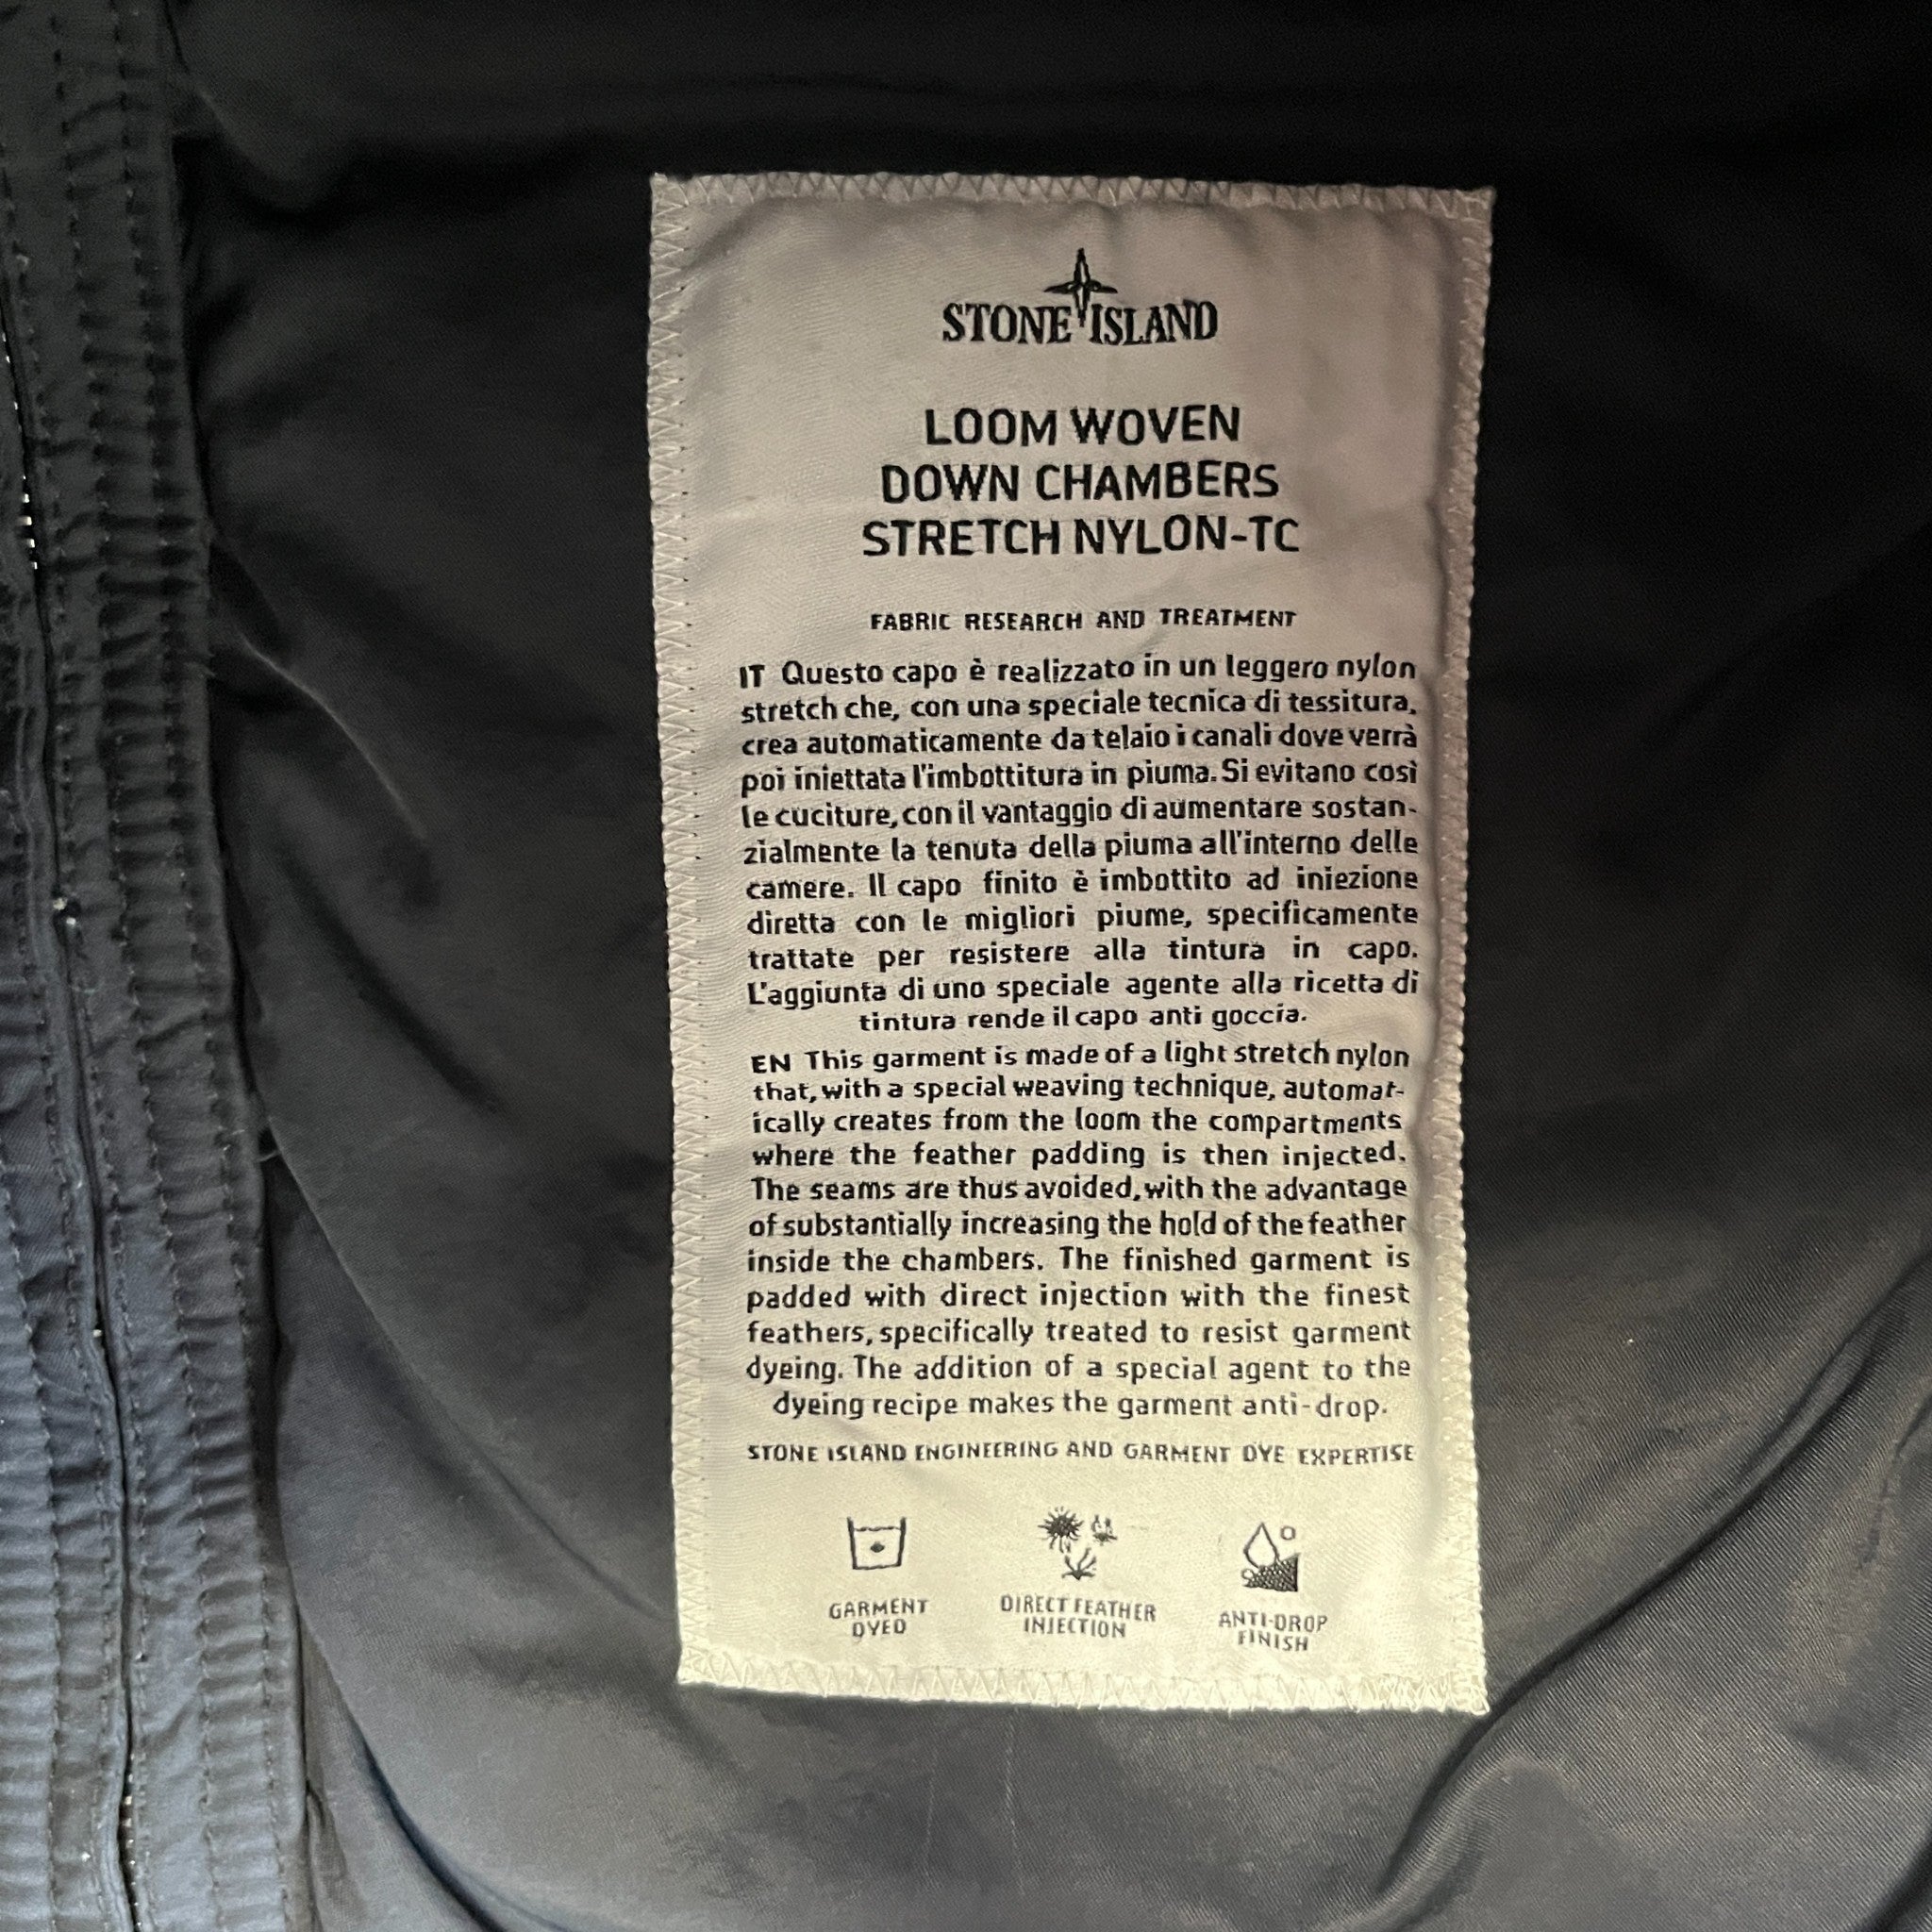 STONE ISLAND
LOOM WOVEN
DOWN CHAMBERS
STRETCH NYLON-TC
FABRIC RESEARCH AND TREATMENT
IT Questo capo è realizzato in un leggero nylon
stretch che, con una speciale tecnica di tessitura,
crea automaticamente da telaio i canali dove verrà
poi iniettata l'imbottitura in piuma. Si evitano così
le cuciture, con il vantaggio di aumentare sostan-
zialmente la tenuta della piuma all'interno delle
camere. Il capo finito è imbottito ad iniezione
diretta con le migliori piume, specificamente
trattate per resistere alla tintura in capo.
L'aggiunta di uno speciale agente alla ricetta di
tintura rende il capo anti goccia.
EN This garment is made of a light stretch nylon
that, with a special weaving technique, automat-
ically creates from the loom the compartments
where the feather padding is then injected.
The seams are thus avoided, with the advantage
of substantially increasing the hold of the feather
inside the chambers. The finished garment is
padded with direct injection with the finest
feathers, specifically treated to resist garment
dyeing. The addition of a special agent to the
dyeing recipe makes the garment anti-drop.
STONE ISLAND ENGINEERING AND GARMENT DYE EXPERTISE
GARMENT
DYED
DIRECT FEATHER
INJECTION
ANTI-DROP
FINISH